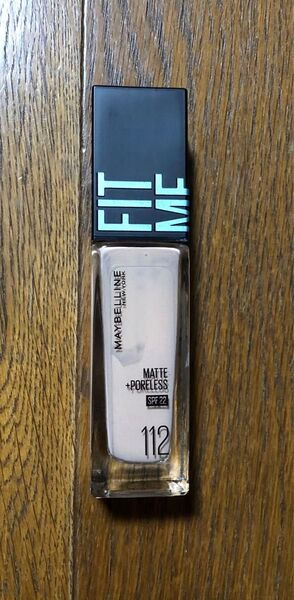 FIT
ME
MAYBELLINE
NEW YORK
MATTE
+PORELESS
SPF 22
112